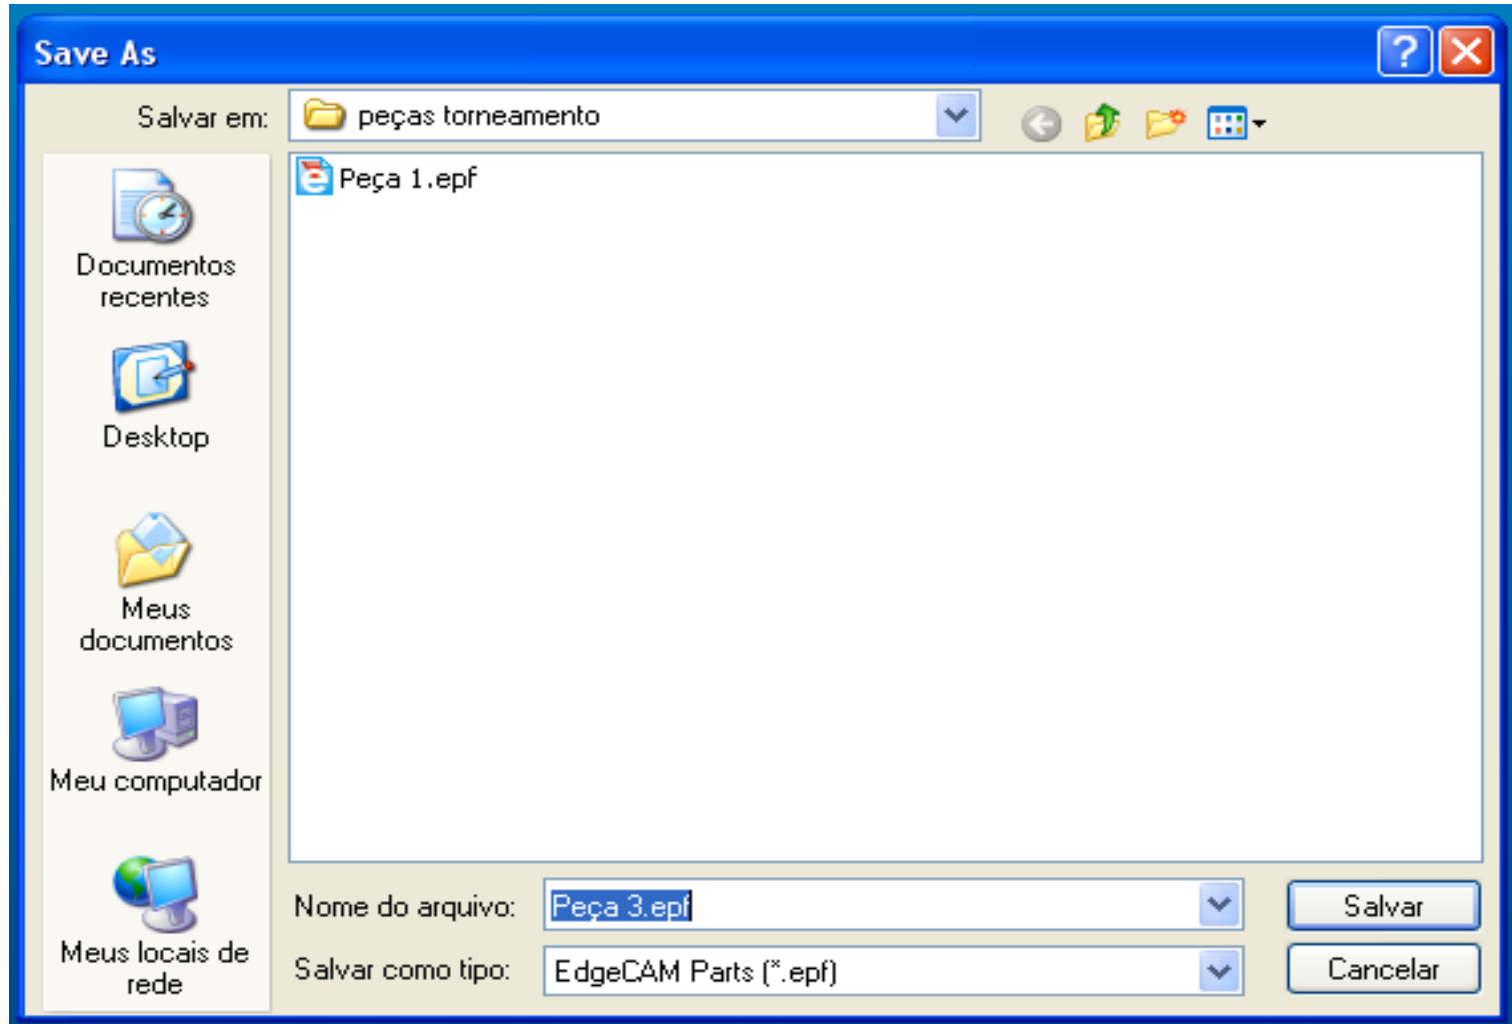 Save As
Salvar em:
peças torneamento
Peça 1.epf
Documentos
recentes
Desktop
Meus
documentos
Meu computador
Meus locais de
rede
Nome do arquivo:
Peça 3.epf
Salvar
Salvar como tipo:
EdgeCAM Parts (*.epf)
Cancelar